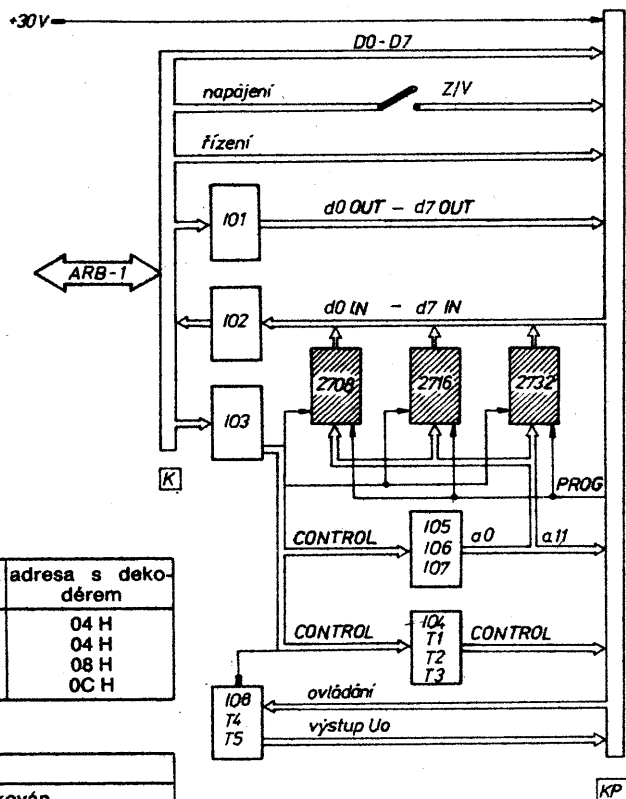 +30V
D0-D7
napájení
Z/V
řízení
IO1
d0 OUT - d7 OUT
ARB-1
IO2
d0 IN - d7 IN
2708
2716
2732
IO3
K
PROG
CONTROL
IO5
IO6
IO7
a0
a11
CONTROL
IO4
T1
T2
T3
CONTROL
adresa s deko-
dérem
04 H
04 H
08 H
0C H
IO8
T4
T5
ovládání
výstup Uo
KP